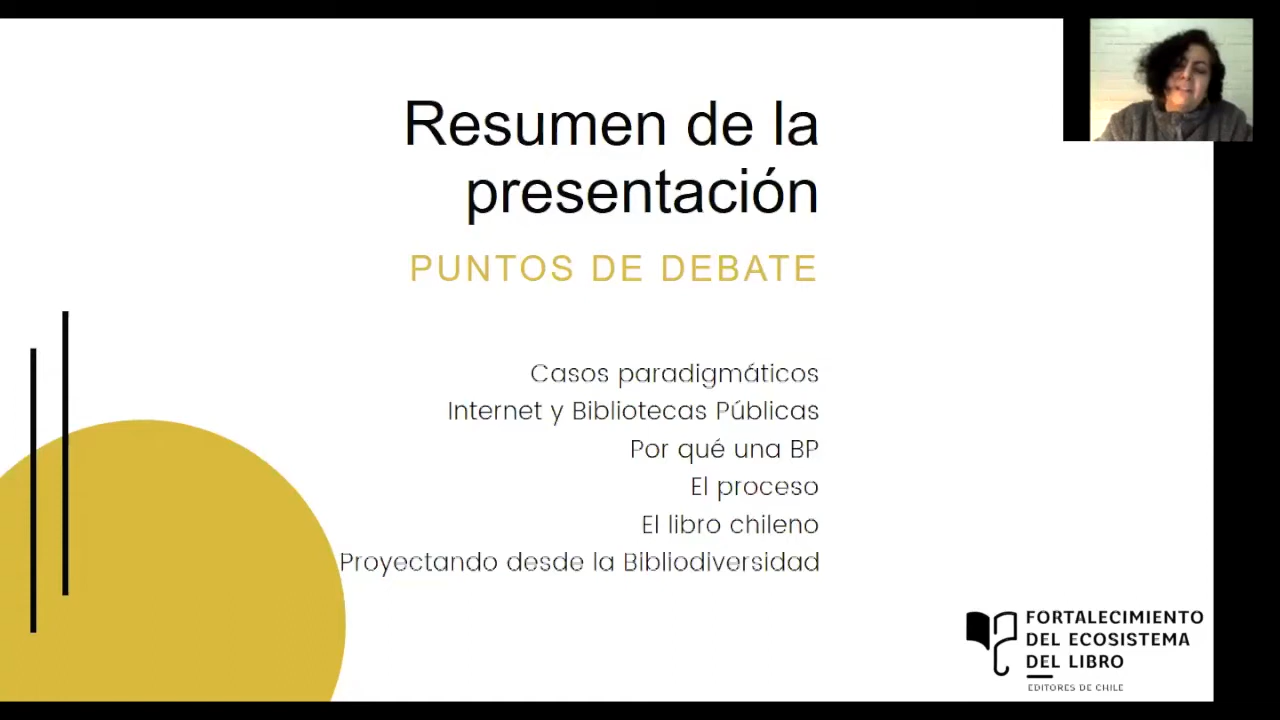 Resumen de la
presentación
PUNTOS DE DEBATE
Casos paradigmáticos
Internet y Bibliotecas Públicas
Por qué una BP
El proceso
El libro chileno
Proyectando desde la Bibliodiversidad
FORTALECIMIENTO
DEL ECOSISTEMA
DEL LIBRO
EDITORES DE CHILE